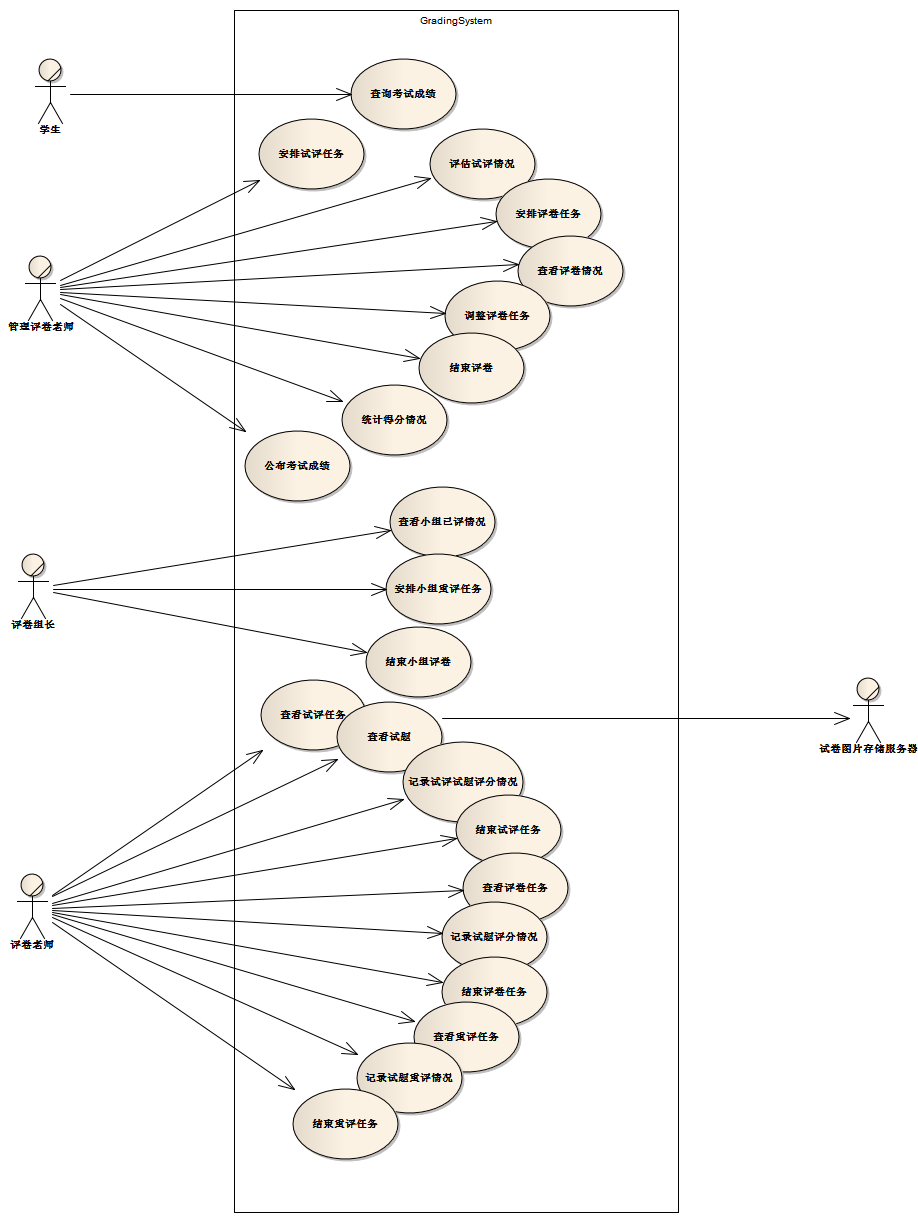 GradingSystem
学生
查询考试成绩
安排试评任务
评估试评情况
安排评卷任务
查看评卷情况
管理评卷老师
调整评卷任务
结束评卷
统计得分情况
公布考试成绩
查看小组已评情况
安排小组重评任务
评卷组长
结束小组评卷
查看试评任务
查看试题
试卷图片存储服务器
记录试评试题评分情况
结束试评任务
查看评卷任务
评卷老师
记录试题评分情况
结束评卷任务
查看重评任务
记录试题重评情况
结束重评任务